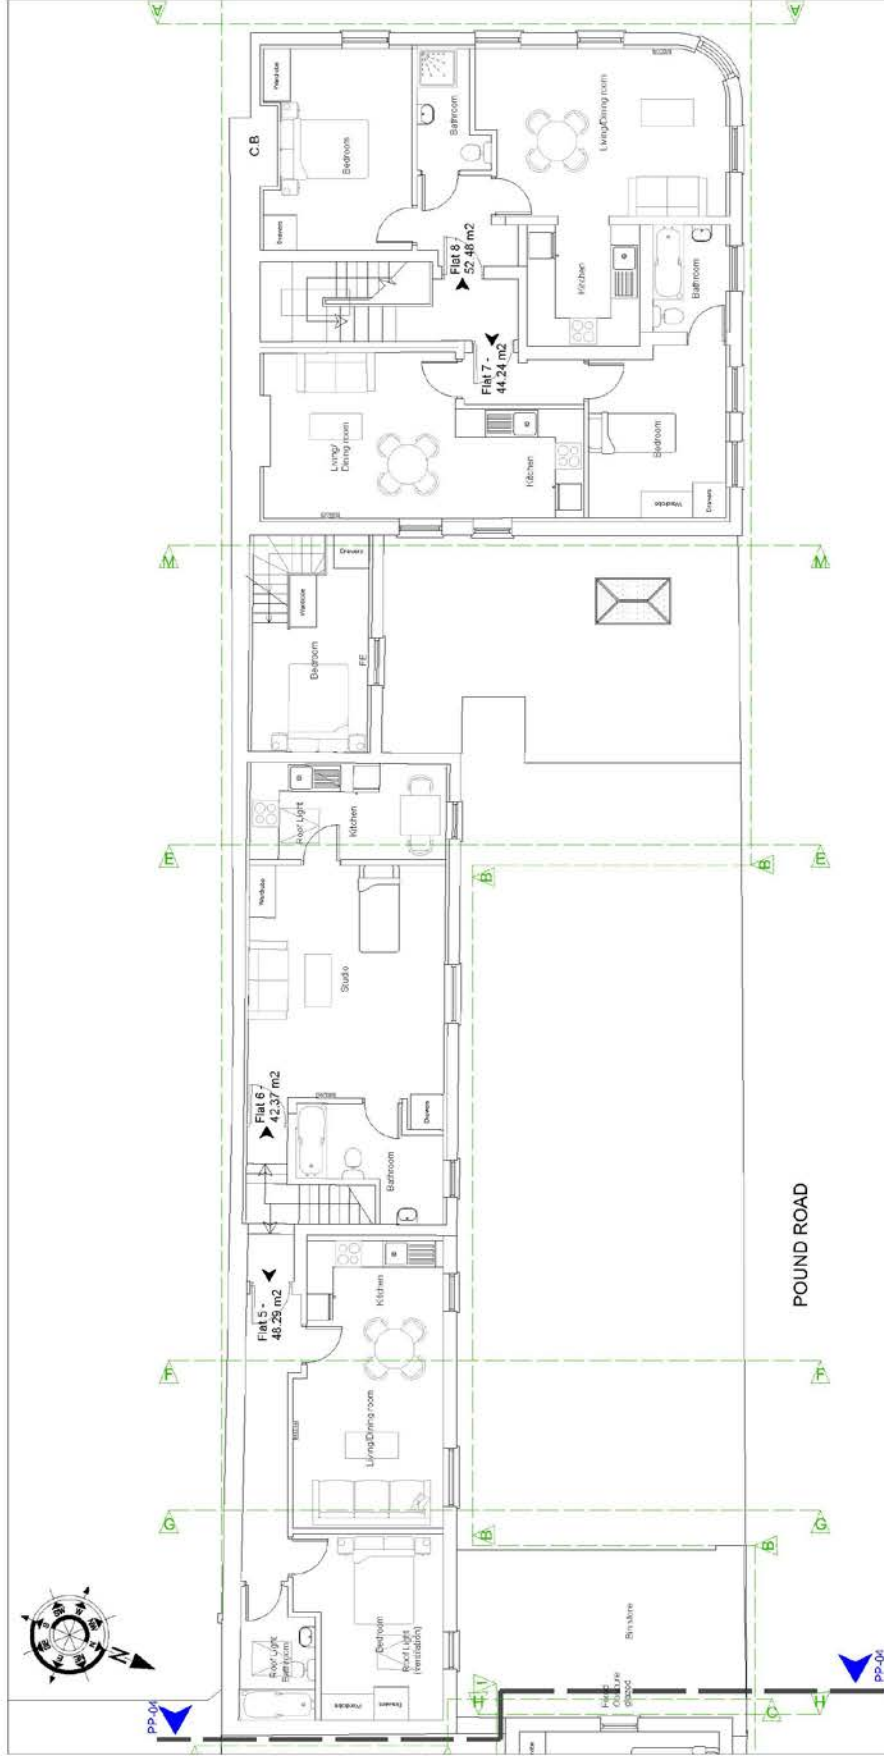 A
A
Wardrobe
C.B
Bedroom
Bathroom
Living/Dining room
Drawers
Flat 8 -
52.48 m2
Kitchen
Bathroom
Flat 7 -
44.24 m2
Living/
Dining room
Kitchen
Bedroom
Wardrobe
Drawers
M
M
Drawers
Wardrobe
Bedroom
F.E
Roof Light
Kitchen
E
E
B
B
Wardrobe
Studio
Flat 6 -
42.37 m2
Drawers
Bathroom
POUND ROAD
Flat 5 -
48.29 m2
Kitchen
F
F
Living/Dining room
G
G
B
B
N
Roof Light
Bathroom
Bedroom
Roof Light
(ventilation)
Wardrobe
Drawers
Bin store
Fixed
Obscure
glazed
H
H
C
PP-04
PP-04